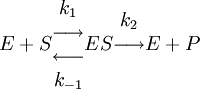 k₁ k₂
E + S ⟶⟵ ES ⟶ E + P
k₋₁